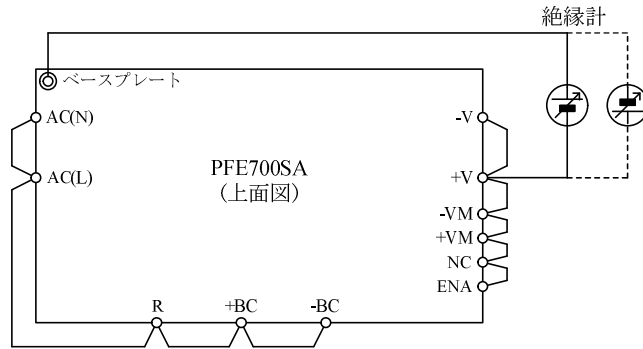 絶縁計
ベースプレート
AC(N)
-V
AC(L)
PFE700SA
(上面図)
+V
-VM
+VM
NC
ENA
R
+BC
-BC